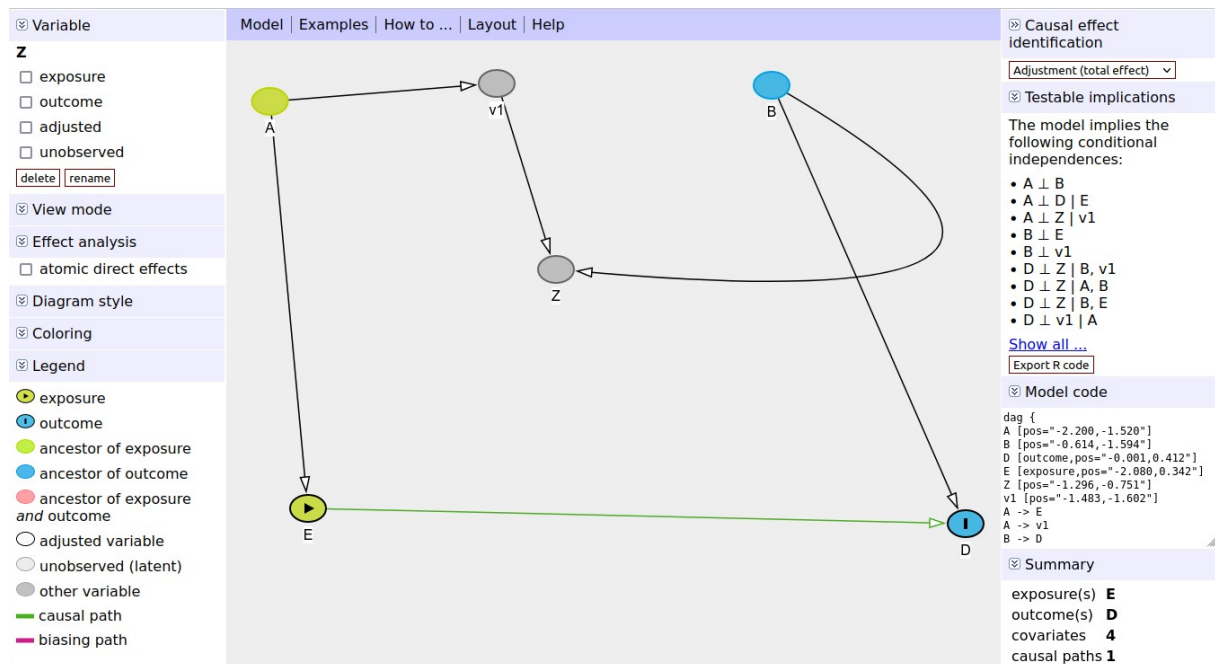 Variable
Z
exposure
outcome
adjusted
unobserved
delete rename
View mode
Effect analysis
atomic direct effects
Diagram style
Coloring
Legend
exposure
outcome
ancestor of exposure
ancestor of outcome
ancestor of exposure
and outcome
adjusted variable
unobserved (latent)
other variable
causal path
biasing path
Model | Examples | How to ... | Layout | Help
A
v1
B
Z
E
D
Causal effect
identification
Adjustment (total effect)
Testable implications
The model implies the
following conditional
independences:
• A ⊥ B
• A ⊥ D | E
• A ⊥ Z | v1
• B ⊥ E
• B ⊥ v1
• D ⊥ Z | B, v1
• D ⊥ Z | A, B
• D ⊥ Z | B, E
• D ⊥ v1 | A
Show all ...
Export R code
Model code
dag {
A [pos="-2.200,-1.520"]
B [pos="-0.614,-1.594"]
D [outcome,pos="-0.001,0.412"]
E [exposure,pos="-2.080,0.342"]
Z [pos="-1.296,-0.751"]
v1 [pos="-1.483,-1.602"]
A -> E
A -> v1
B -> D
Summary
exposure(s) E
outcome(s) D
covariates 4
causal paths 1